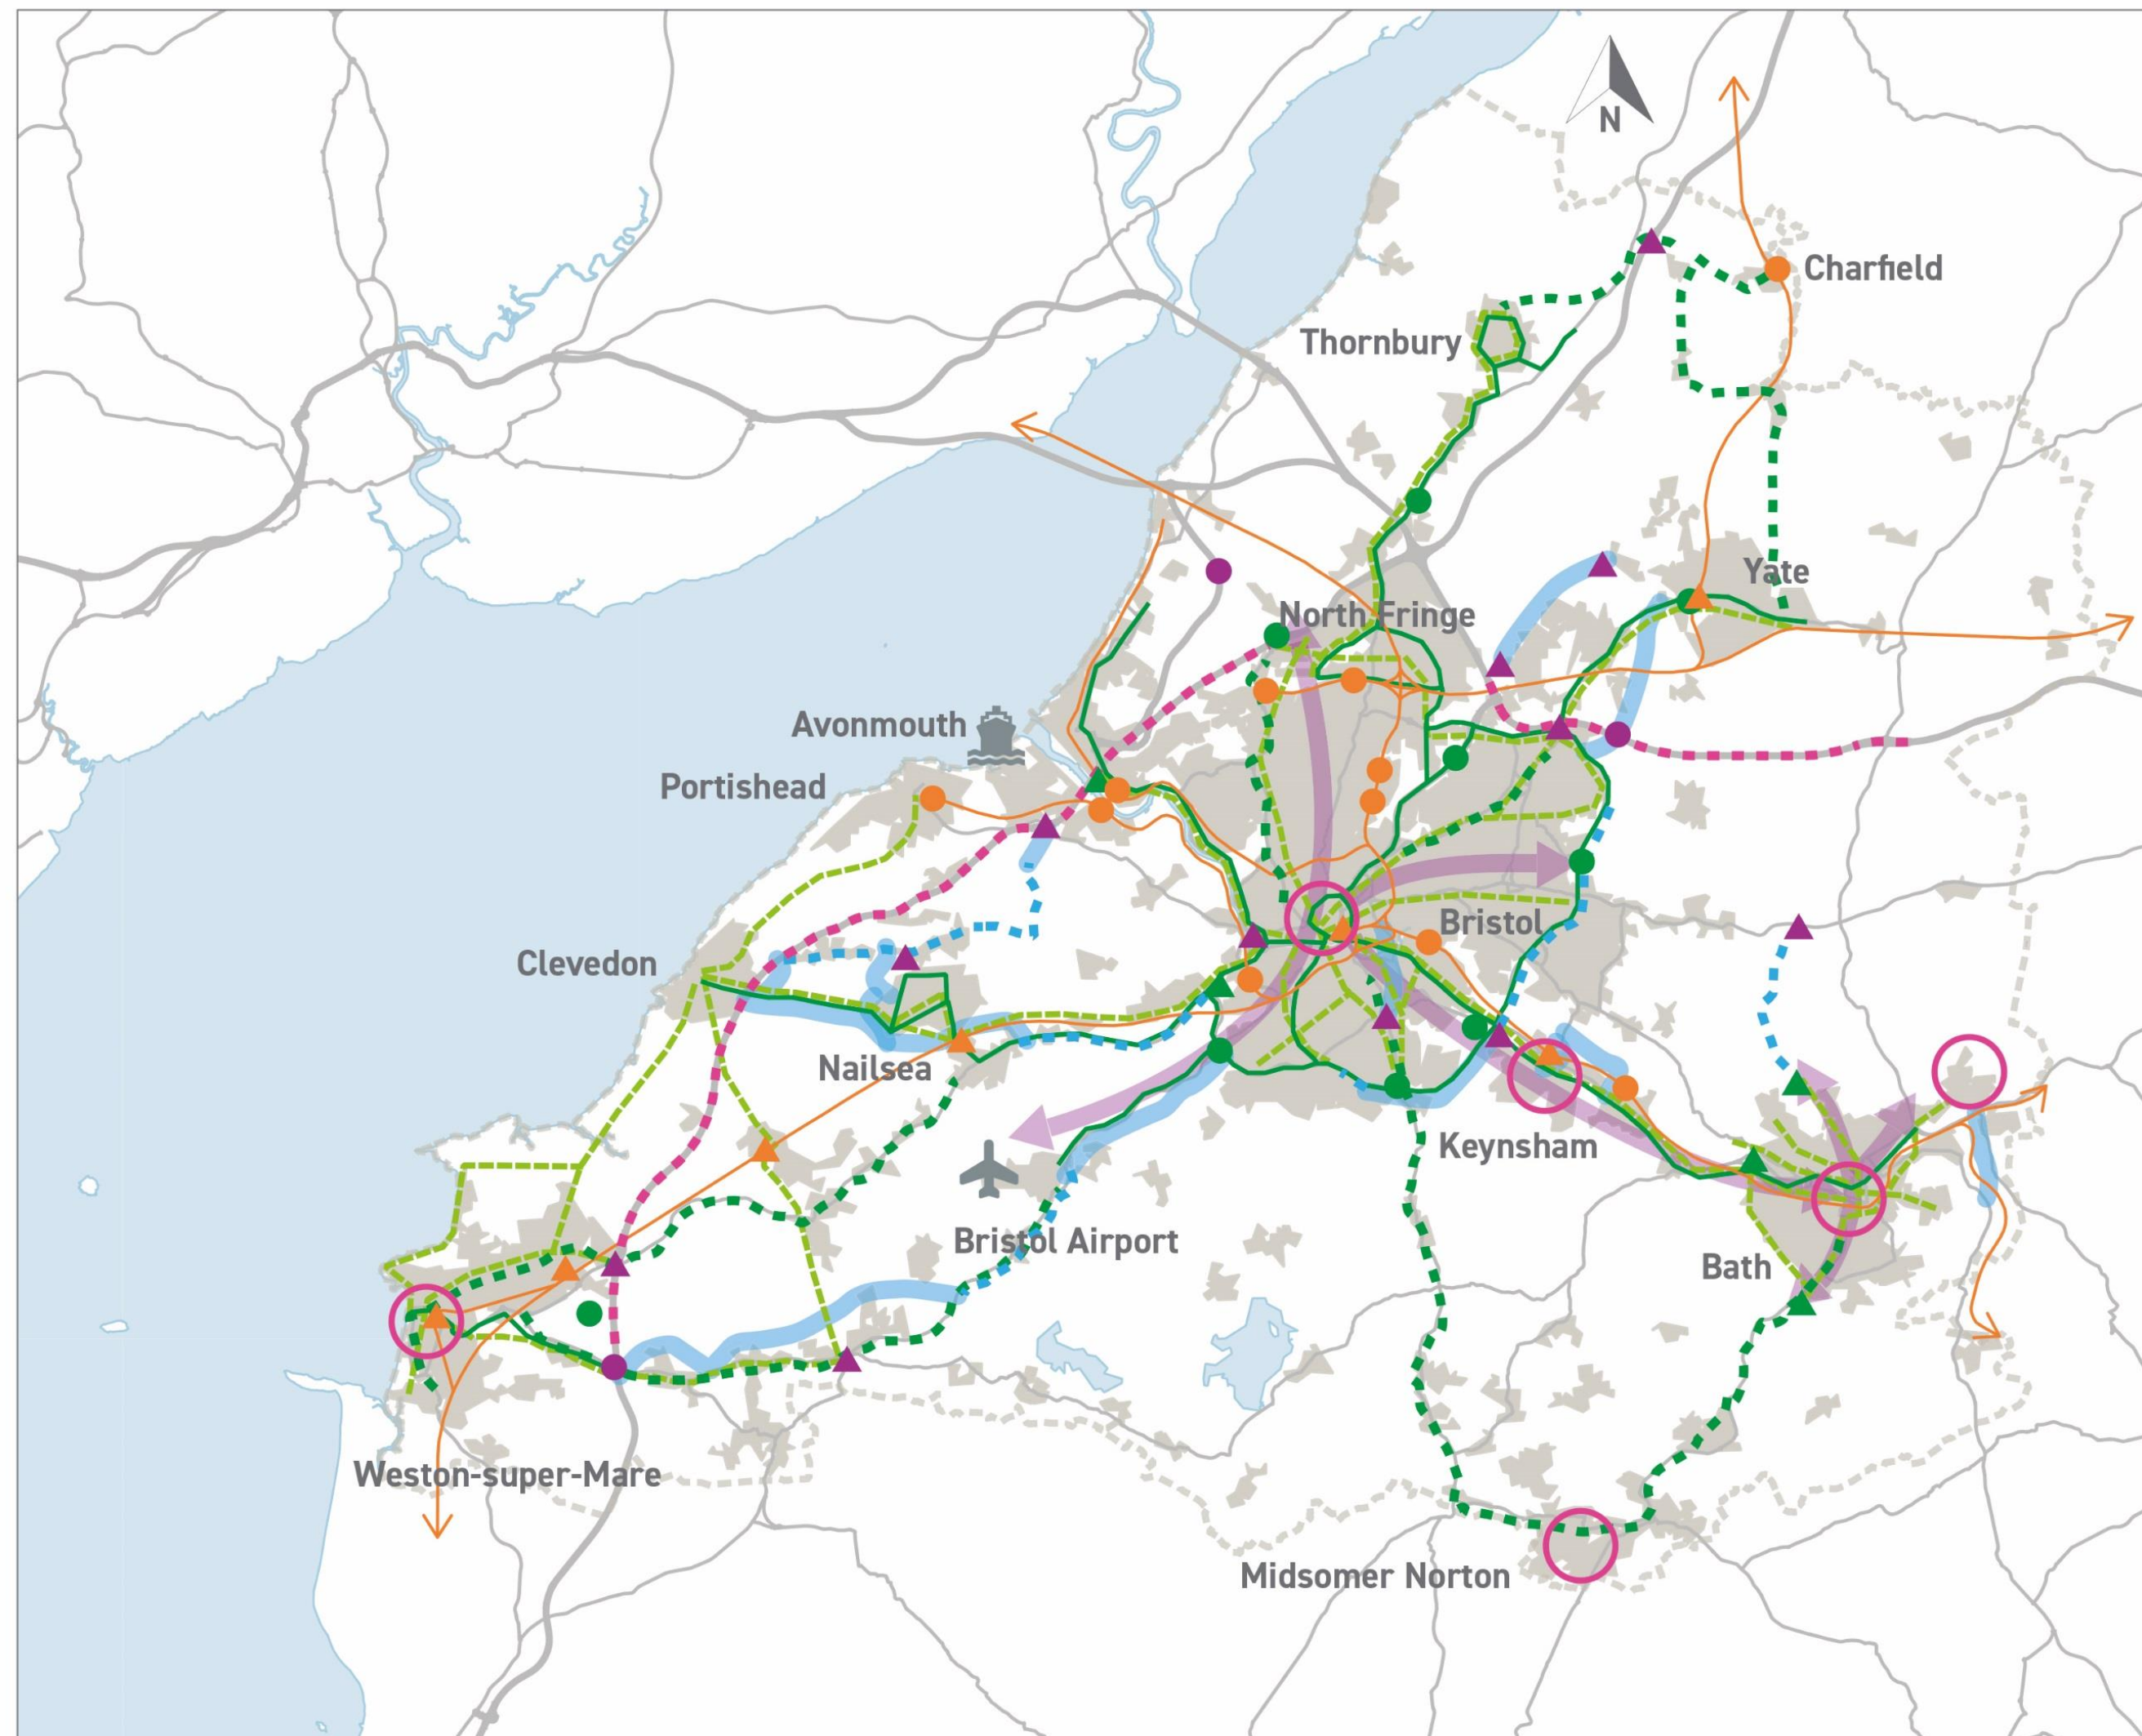 N
Charfield
Thornbury
Yate
North Fringe
Avonmouth
Portishead
Bristol
Clevedon
Nailsea
Keynsham
Bristol Airport
Bath
Weston-super-Mare
Midsomer Norton